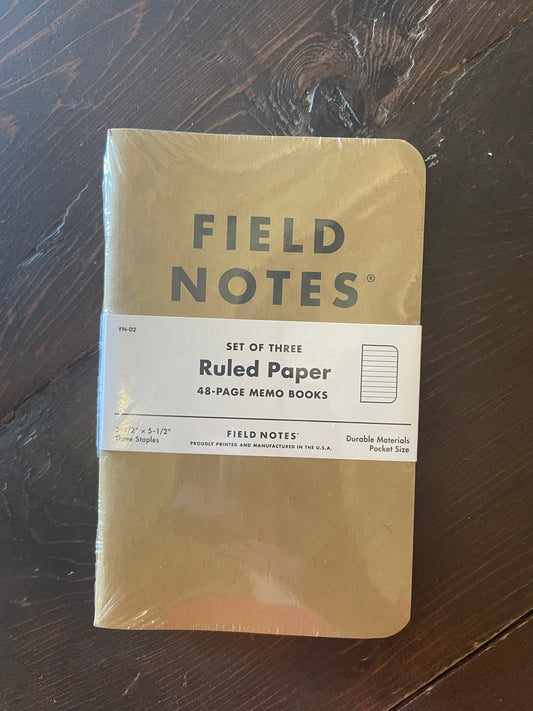 FIELD
NOTES®
FN-02
SET OF THREE
Ruled Paper
48-PAGE MEMO BOOKS
3-1/2" × 5-1/2"
Three Staples
FIELD NOTES®
PROUDLY PRINTED AND MANUFACTURED IN THE U.S.A.
Durable Materials
Pocket Size